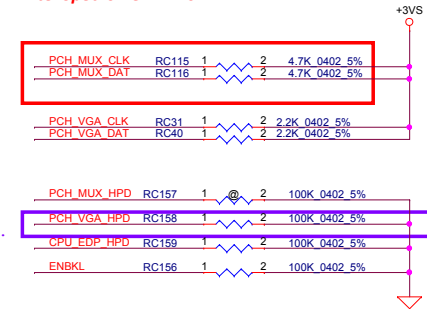 +3VS
PCH_MUX_CLK RC115 1 2 4.7K_0402_5%
PCH_MUX_DAT RC116 1 2 4.7K_0402_5%
PCH_VGA_CLK RC31 1 2 2.2K_0402_5%
PCH_VGA_DAT RC40 1 2 2.2K_0402_5%
PCH_MUX_HPD RC157 1 @ 2 100K_0402_5%
PCH_VGA_HPD RC158 1 2 100K_0402_5%
CPU_EDP_HPD RC159 1 2 100K_0402_5%
ENBKL RC156 1 2 100K_0402_5%